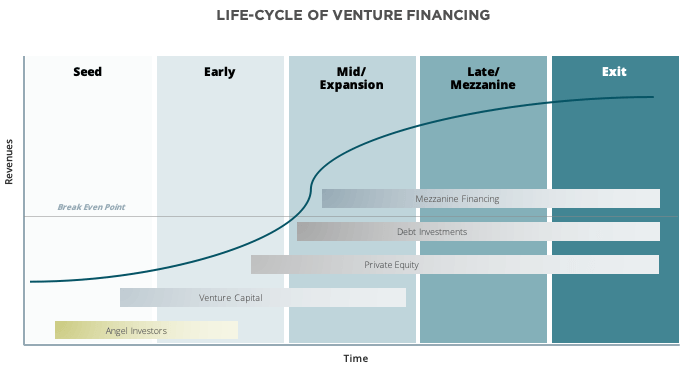 LIFE-CYCLE OF VENTURE FINANCING
Seed
Early
Mid/
Expansion
Late/
Mezzanine
Exit
Revenues
Mezzanine Financing
Break Even Point
Debt Investments
Private Equity
Venture Capital
Angel Investors
Time